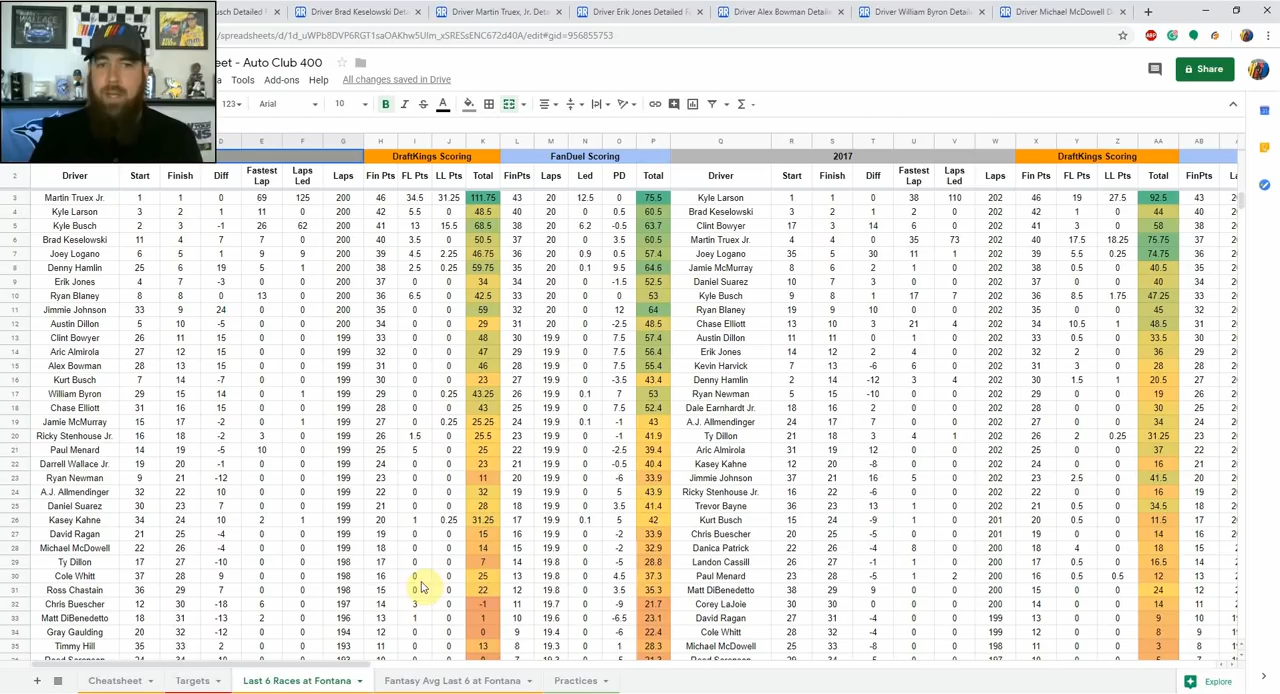 usch Detailed
Driver Brad Keselowski Deta
Driver Martin Truex, Jr. Deta
Driver Erik Jones Detailed R
Driver Alex Bowman Detaile
Driver William Byron Detail
Driver Michael McDowell D
/spreadsheets/d/1_uWPb8DVP6RGT1saOAKhw5Ulm_xSRESsENC672d40A/edit#gid=956855753
eet - Auto Club 400
Tools Add-ons Help All changes saved in Drive
Share
123 Arial 10 B I S A
DraftKings Scoring FanDuel Scoring 2017 DraftKings Scoring
D E F G H I J K L M N O P Q R S T U V W X Y Z AA AB
2 Driver Start Finish Diff Fastest Lap Laps Led Laps Fin Pts FL Pts LL Pts Total FinPts Laps Led PD Total Driver Start Finish Diff Fastest Lap Laps Led Laps Fin Pts FL Pts LL Pts Total FinPts
3 Martin Truex Jr. 1 1 0 69 125 200 46 34.5 31.25 111.75 43 20 12.5 0 75.5 Kyle Larson 1 1 0 38 110 202 46 19 27.5 92.5 43
4 Kyle Larson 3 2 1 11 0 200 42 5.5 0 48.5 40 20 0 0.5 60.5 Brad Keselowski 3 2 1 2 0 202 42 1 0 44 40
5 Kyle Busch 2 3 -1 26 62 200 41 13 15.5 68.5 38 20 6.2 -0.5 63.7 Clint Bowyer 17 3 14 6 0 202 41 3 0 58 38
6 Brad Keselowski 11 4 7 7 0 200 40 3.5 0 50.5 37 20 0 3.5 60.5 Martin Truex Jr. 4 4 0 35 73 202 40 17.5 18.25 75.75 37
7 Joey Logano 6 5 1 9 9 200 39 4.5 2.25 46.75 36 20 0.9 0.5 57.4 Joey Logano 35 5 30 11 1 202 39 5.5 0.25 74.75 36
8 Denny Hamlin 25 6 19 5 1 200 38 2.5 0.25 59.75 35 20 0.1 9.5 64.6 Jamie McMurray 8 6 2 1 0 202 38 0.5 0 40.5 35
9 Erik Jones 4 7 -3 0 0 200 37 0 0 34 34 20 0 -1.5 52.5 Daniel Suarez 10 7 3 0 0 202 37 0 0 40 34
10 Ryan Blaney 8 8 0 13 0 200 36 6.5 0 42.5 33 20 0 0 53 Kyle Busch 9 8 1 17 7 202 36 8.5 1.75 47.25 33
11 Jimmie Johnson 33 9 24 0 0 200 35 0 0 59 32 20 0 12 64 Ryan Blaney 19 9 10 0 0 202 35 0 0 45 32
12 Austin Dillon 5 10 -5 0 0 200 34 0 0 29 31 20 0 -2.5 48.5 Chase Elliott 13 10 3 21 4 202 34 10.5 1 48.5 31
13 Clint Bowyer 26 11 15 0 0 199 33 0 0 48 30 19.9 0 7.5 57.4 Austin Dillon 11 11 0 1 0 202 33 0.5 0 33.5 30
14 Aric Almirola 27 12 15 0 0 199 32 0 0 47 29 19.9 0 7.5 56.4 Erik Jones 14 12 2 4 0 202 32 2 0 36 29
15 Alex Bowman 28 13 15 0 0 199 31 0 0 46 28 19.9 0 7.5 55.4 Kevin Harvick 7 13 -6 6 0 202 31 3 0 28 28
16 Kurt Busch 7 14 -7 0 0 199 30 0 0 23 27 19.9 0 -3.5 43.4 Denny Hamlin 2 14 -12 3 4 202 30 1.5 1 20.5 27
17 William Byron 29 15 14 0 1 199 29 0 0.25 43.25 26 19.9 0.1 7 53 Ryan Newman 5 15 -10 0 0 202 29 0 0 19 26
18 Chase Elliott 31 16 15 0 0 199 28 0 0 43 25 19.9 0 7.5 52.4 Dale Earnhardt Jr. 18 16 2 0 0 202 28 0 0 30 25
19 Jamie McMurray 15 17 -2 0 1 199 27 0 0.25 25.25 24 19.9 0.1 -1 43 A.J. Allmendinger 24 17 7 0 0 202 27 0 0 34 24
20 Ricky Stenhouse Jr. 16 18 -2 3 0 199 26 1.5 0 25.5 23 19.9 0 -1 41.9 Ty Dillon 21 18 3 4 1 202 26 2 0.25 31.25 23
21 Paul Menard 14 19 -5 10 0 199 25 5 0 25 22 19.9 0 -2.5 39.4 Aric Almirola 31 19 12 0 0 202 25 0 0 37 22
22 Darrell Wallace Jr. 19 20 -1 0 0 199 24 0 0 23 21 19.9 0 -0.5 40.4 Kasey Kahne 12 20 -8 0 0 202 24 0 0 16 21
23 Ryan Newman 9 21 -12 0 0 199 23 0 0 11 20 19.9 0 -6 33.9 Jimmie Johnson 37 21 16 5 0 202 23 2.5 0 41.5 20
24 A.J. Allmendinger 32 22 10 0 0 199 22 0 0 32 19 19.9 0 5 43.9 Ricky Stenhouse Jr. 16 22 -6 0 0 202 22 0 0 16 19
25 Daniel Suarez 30 23 7 0 0 199 21 0 0 28 18 19.9 0 3.5 41.4 Trevor Bayne 36 23 13 1 0 202 21 0.5 0 34.5 18
26 Kasey Kahne 34 24 10 2 1 199 20 1 0.25 31.25 17 19.9 0.1 5 42 Kurt Busch 15 24 -9 1 0 201 20 0.5 0 11.5 17
27 David Ragan 21 25 -4 0 0 199 19 0 0 15 16 19.9 0 -2 33.9 Chris Buescher 20 25 -5 0 0 202 19 0 0 14 16
28 Michael McDowell 22 26 -4 0 0 199 18 0 0 14 15 19.9 0 -2 32.9 Danica Patrick 22 26 -4 8 0 200 18 4 0 18 15
29 Ty Dillon 17 27 -10 0 0 198 17 0 0 7 14 19.8 0 -5 28.8 Landon Cassill 26 27 -1 1 0 200 17 0.5 0 16.5 14
30 Cole Whitt 37 28 9 0 0 198 16 0 0 25 13 19.8 0 4.5 37.3 Paul Menard 23 28 -5 1 2 200 16 0.5 0.5 12 13
31 Ross Chastain 36 29 7 0 0 198 15 0 0 22 12 19.8 0 3.5 35.3 Matt DiBenedetto 38 29 9 0 0 200 15 0 0 24 12
32 Chris Buescher 12 30 -18 6 0 197 14 3 0 -1 11 19.7 0 -9 21.7 Corey LaJoie 30 30 0 0 0 200 14 0 0 14 11
33 Matt DiBenedetto 18 31 -13 2 0 196 13 1 0 1 10 19.6 0 -6.5 23.1 David Ragan 27 31 -4 0 0 199 13 0 0 9 10
34 Gray Gaulding 20 32 -12 0 0 194 12 0 0 0 9 19.4 0 -6 22.4 Cole Whitt 28 32 -4 0 0 199 12 0 0 8 9
35 Timmy Hill 35 33 2 0 0 193 11 0 0 13 8 19.3 0 1 28.3 Michael McDowell 25 33 -8 0 0 198 11 0 0 3 8
Cheatsheet Targets Last 6 Races at Fontana Fantasy Avg Last 6 at Fontana Practices Explore